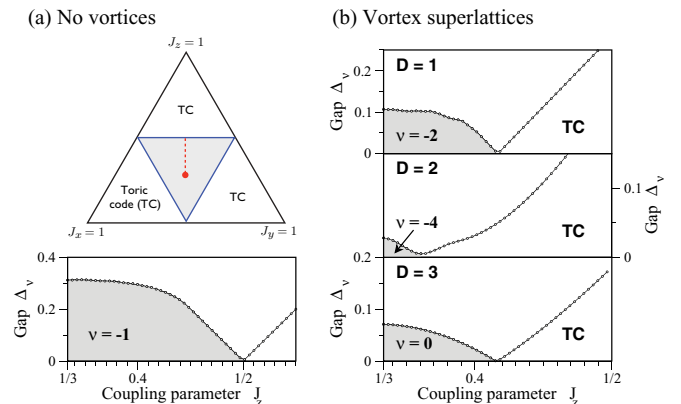 (a) No vortices
J_z = 1
TC
Toric
code (TC)
TC
J_x = 1
J_y = 1
0.4
0.2
0
Gap Δ_ν
ν = -1
1/3
0.4
1/2
Coupling parameter J_z
(b) Vortex superlattices
D = 1
0.2
0.1
0
Gap Δ_ν
ν = -2
TC
D = 2
ν = -4
TC
0.1
0
Gap Δ_ν
D = 3
0.2
0.1
0
Gap Δ_ν
ν = 0
TC
1/3
0.4
1/2
Coupling parameter J_z